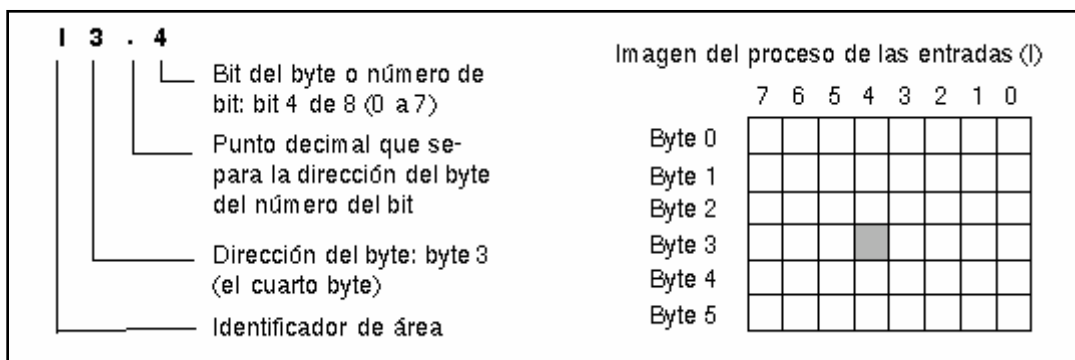 I 3 . 4
Bit del byte o número de
bit: bit 4 de 8 (0 a 7)
Punto decimal que se-
para la dirección del byte
del número del bit
Dirección del byte: byte 3
(el cuarto byte)
Identificador de área
Imagen del proceso de las entradas (I)
7 6 5 4 3 2 1 0
Byte 0
Byte 1
Byte 2
Byte 3
Byte 4
Byte 5